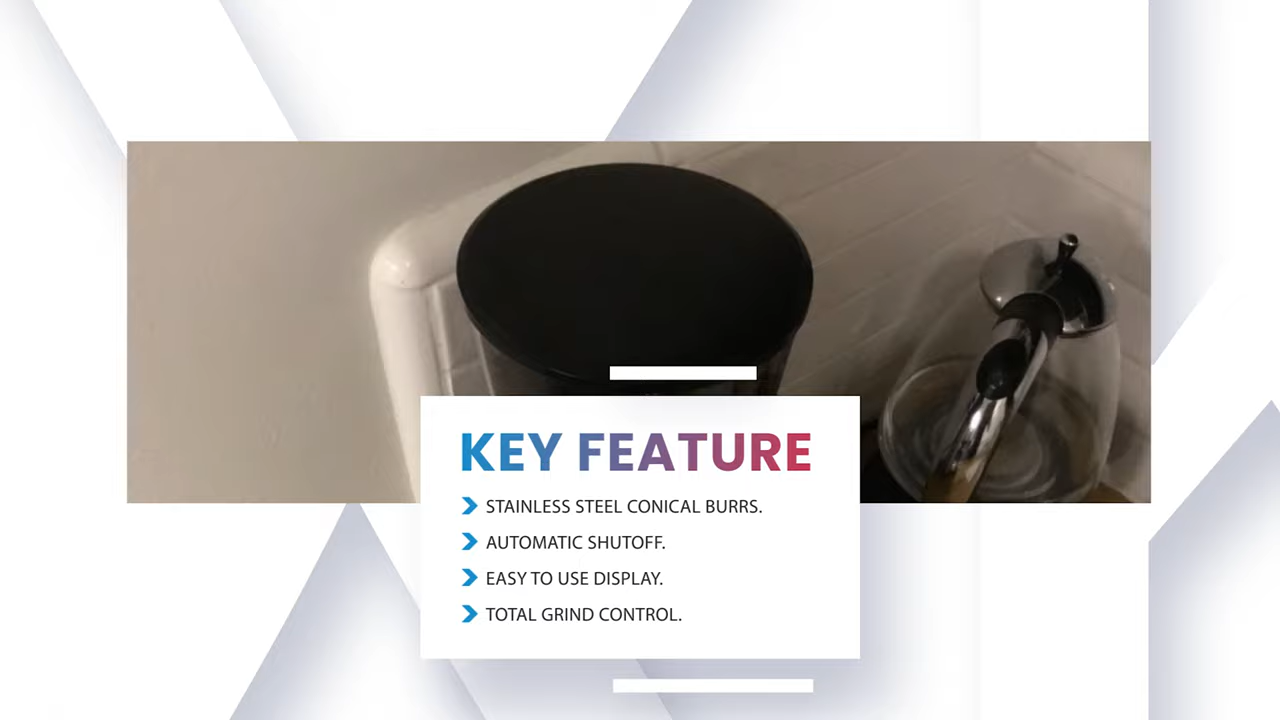 KEY FEATURE
STAINLESS STEEL CONICAL BURRS.
AUTOMATIC SHUTOFF.
EASY TO USE DISPLAY.
TOTAL GRIND CONTROL.